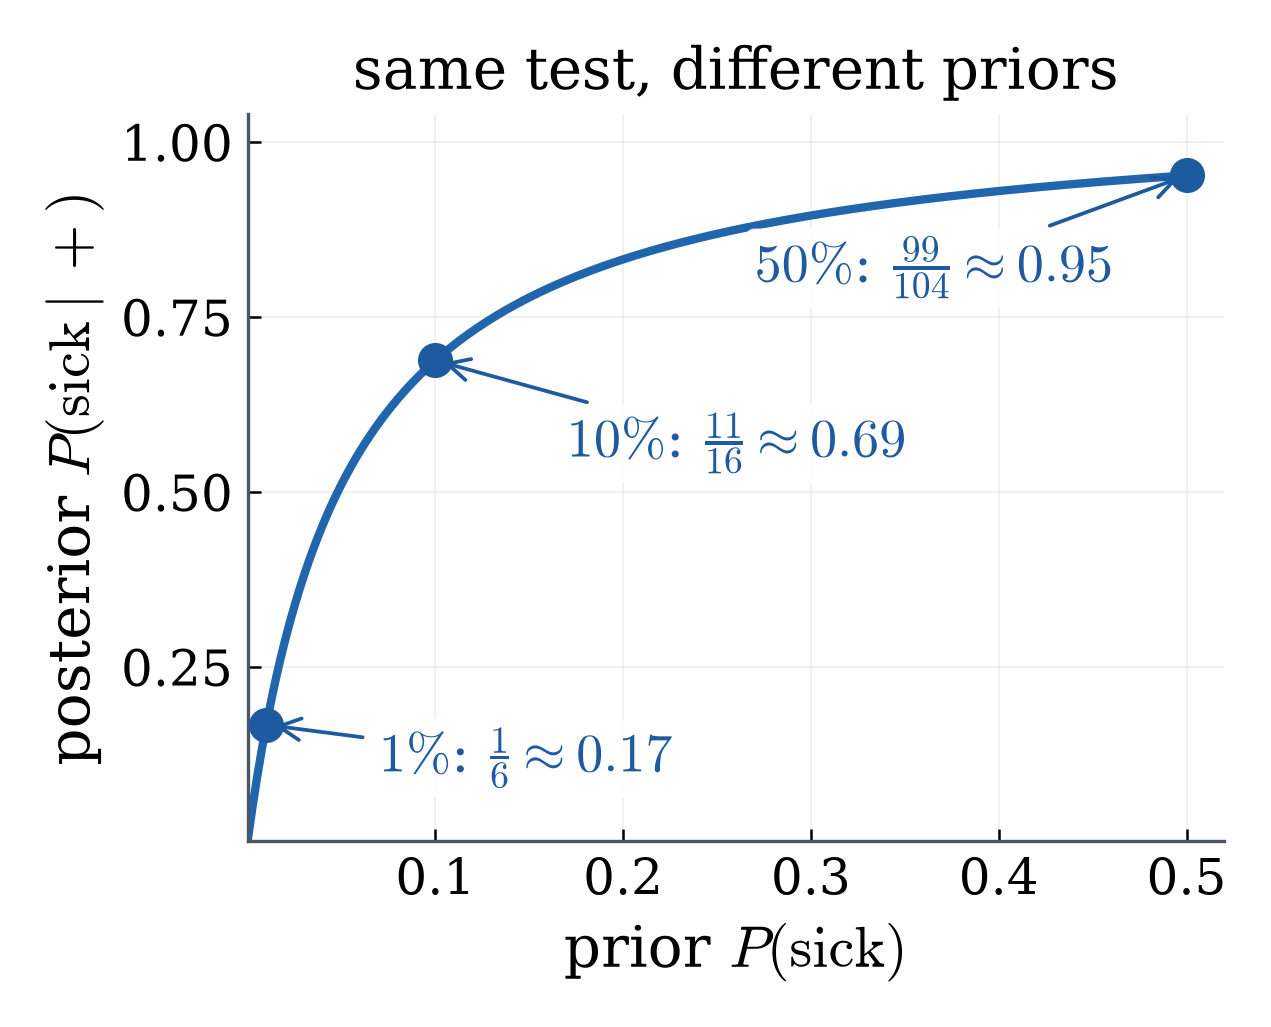 same test, different priors
posterior P(sick | +)
1.00
0.75
0.50
0.25
50%: 99/104 ≈ 0.95
10%: 11/16 ≈ 0.69
1%: 1/6 ≈ 0.17
0.1 0.2 0.3 0.4 0.5
prior P(sick)